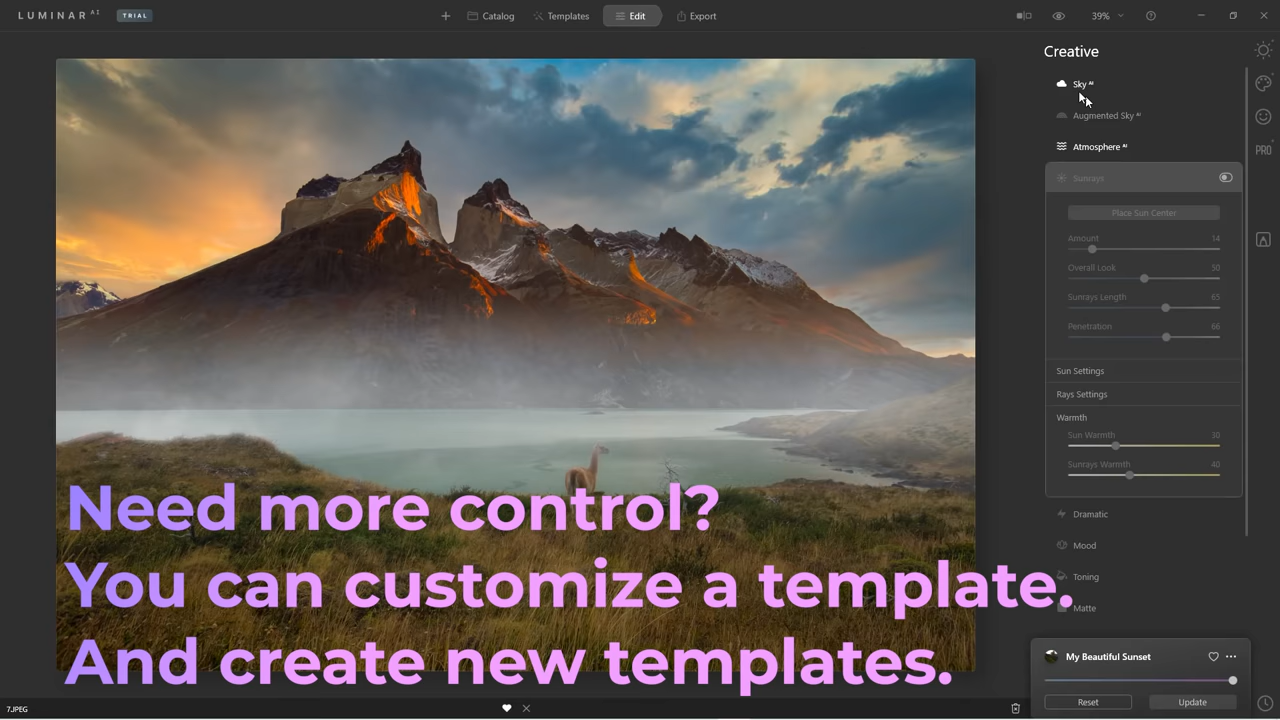 LUMINAR AI
TRIAL
Catalog
Templates
Edit
Export
39%
Creative
Sky AI
Augmented Sky AI
Atmosphere AI
Sunrays
Place Sun Center
Amount 14
Overall Look 50
Sunrays Length 65
Penetration 66
Sun Settings
Rays Settings
Warmth
Sun Warmth 30
Sunrays Warmth 40
Dramatic
Mood
Toning
Matte
PRO
Need more control?
You can customize a template.
And create new templates.
My Beautiful Sunset
Reset
Update
7.JPEG